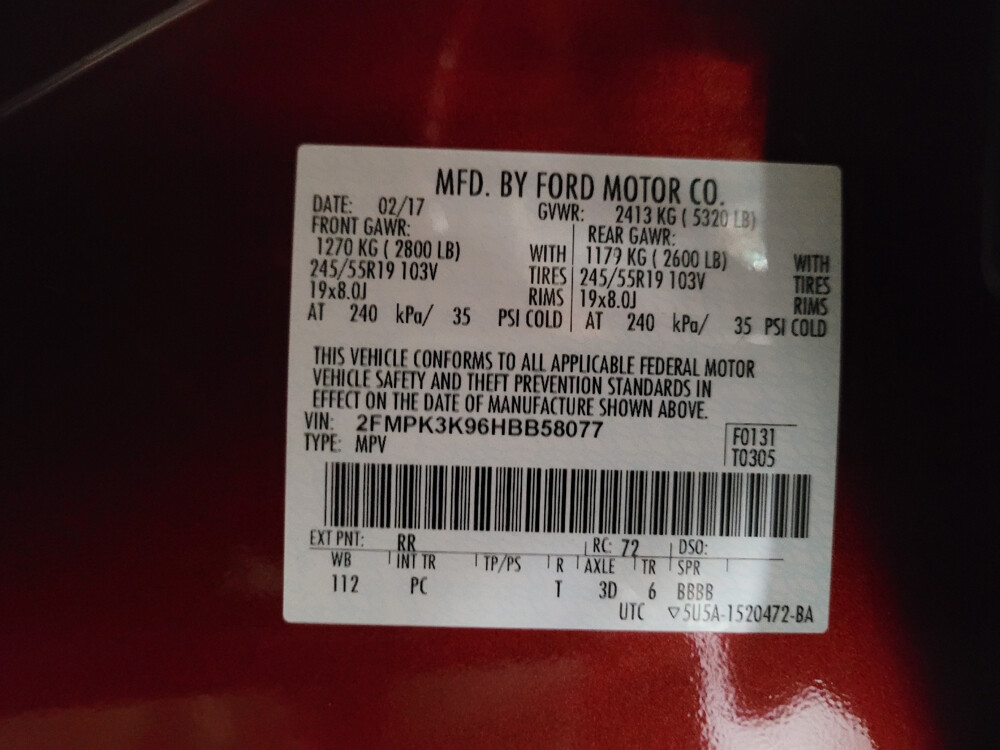 MFD. BY FORD MOTOR CO.
DATE: 02/17 GVWR: 2413 KG ( 5320 LB)
FRONT GAWR: REAR GAWR:
1270 KG ( 2800 LB) WITH 1179 KG ( 2600 LB) WITH
245/55R19 103V TIRES 245/55R19 103V TIRES
19x8.0J RIMS 19x8.0J RIMS
AT 240 kPa/ 35 PSI COLD AT 240 kPa/ 35 PSI COLD
THIS VEHICLE CONFORMS TO ALL APPLICABLE FEDERAL MOTOR
VEHICLE SAFETY AND THEFT PREVENTION STANDARDS IN
EFFECT ON THE DATE OF MANUFACTURE SHOWN ABOVE.
VIN: 2FMPK3K96HBB58077
TYPE: MPV
F0131
T0305
EXT PNT: RR RC: 72 DSO:
WB INT TR TP/PS R AXLE TR SPR
112 PC T 3D 6 BBBB
UTC ▽5U5A-1520472-BA